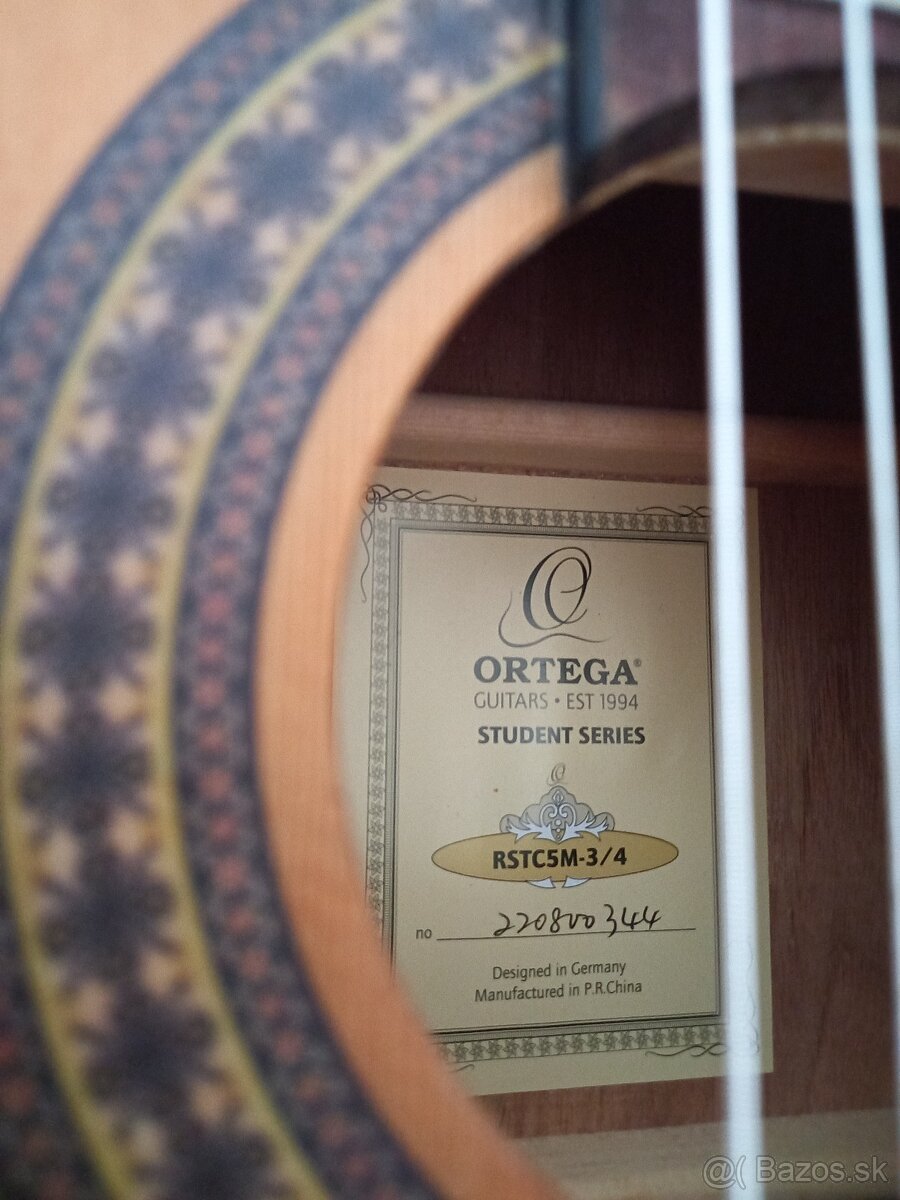 O
ORTEGA®
GUITARS • EST 1994
STUDENT SERIES
RSTC5M-3/4
no 220800344
Designed in Germany
Manufactured in P.R.China
@( Bazos.sk